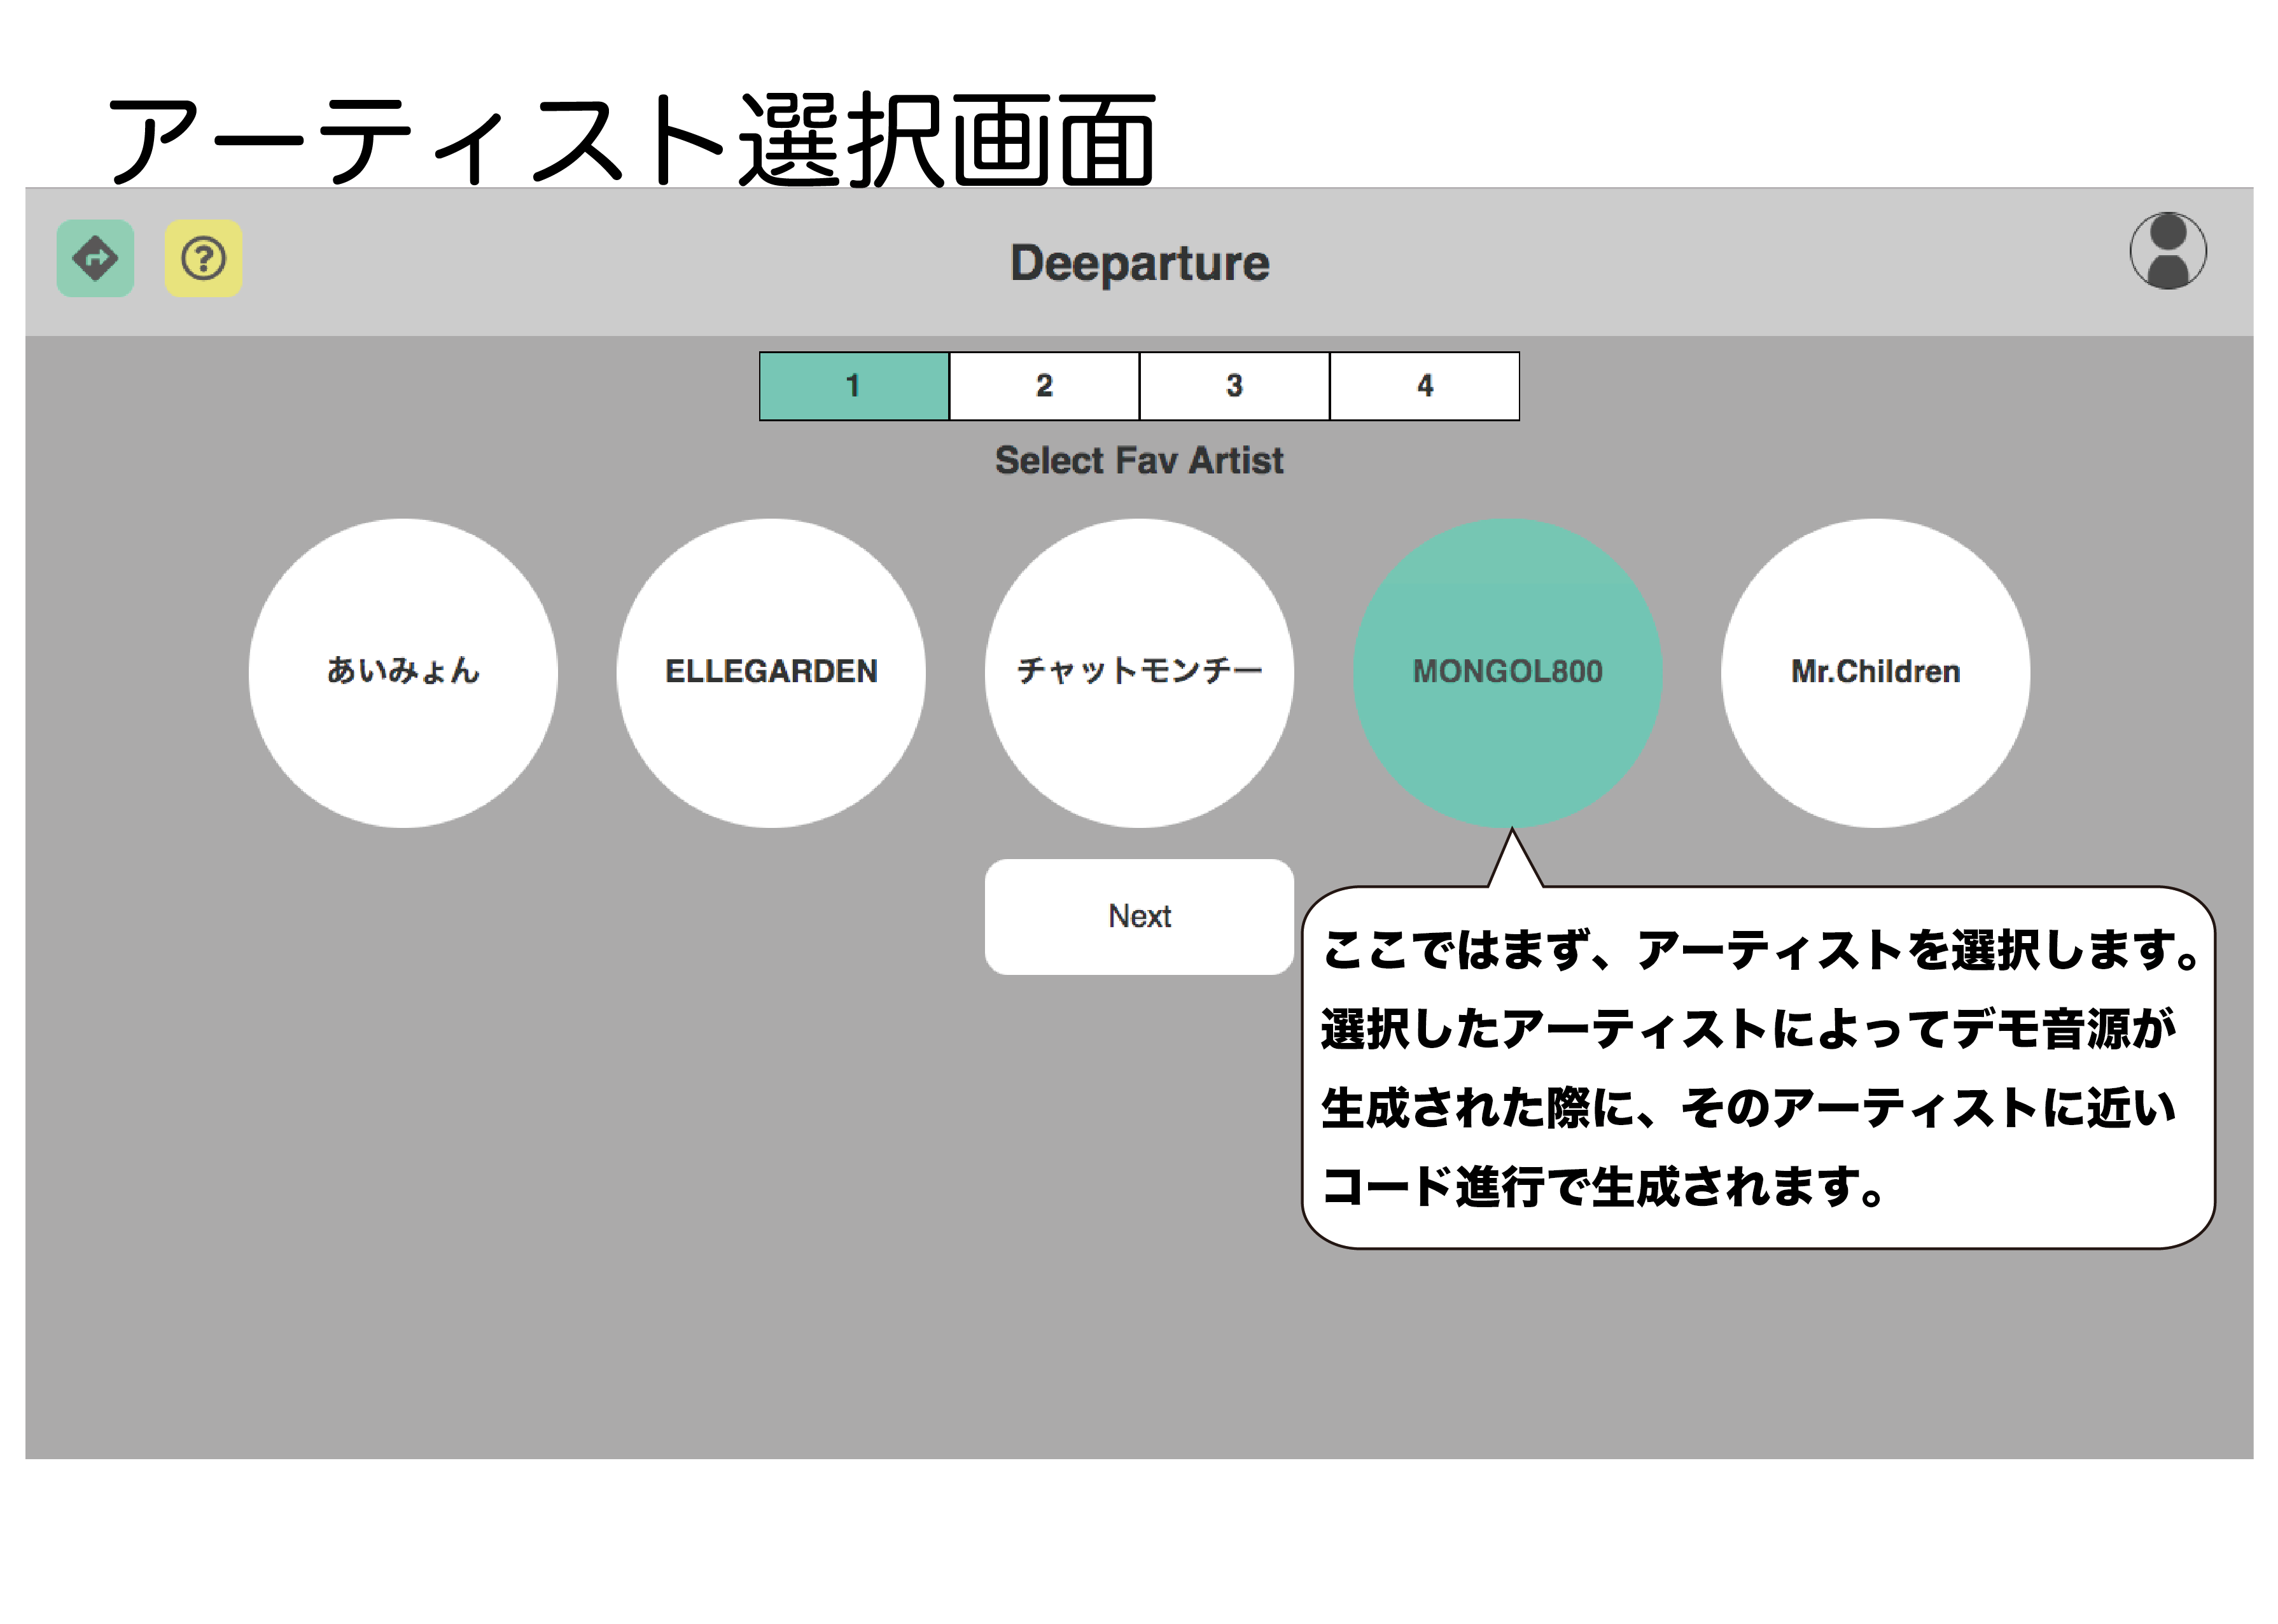 アーティスト選択画面
Deeparture
1 2 3 4
Select Fav Artist
あいみょん ELLEGARDEN チャットモンチー MONGOL800 Mr.Children
Next
ここではまず、アーティストを選択します。
選択したアーティストによってデモ音源が
生成された際に、そのアーティストに近い
コード進行で生成されます。